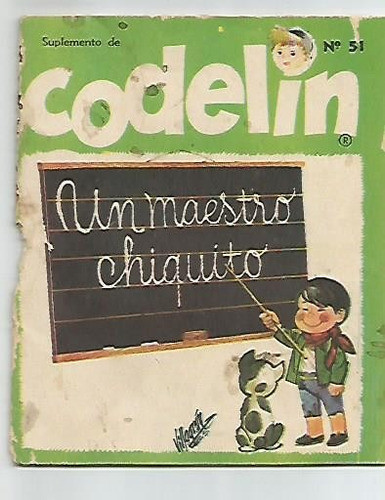 Suplemento de
Nº 51
codelin
®
Un maestro
chiquito